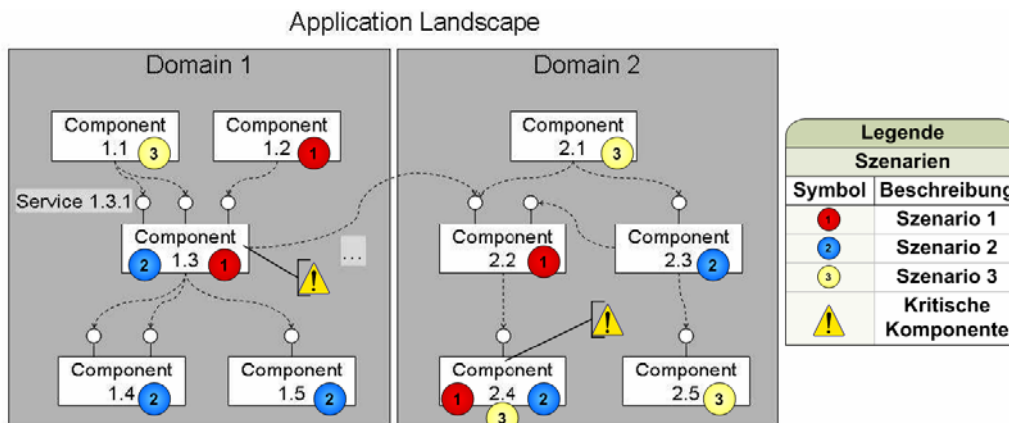 Application Landscape
Domain 1
Component
1.1
3
Component
1.2
1
Service 1.3.1
Component
1.3
2
1
!
...
Component
1.4
2
Component
1.5
2
Domain 2
Component
2.1
3
Component
2.2
1
Component
2.3
2
!
Component
2.4
1
2
3
Component
2.5
3
Legende
Szenarien
Symbol Beschreibung
1 Szenario 1
2 Szenario 2
3 Szenario 3
! Kritische
Komponente